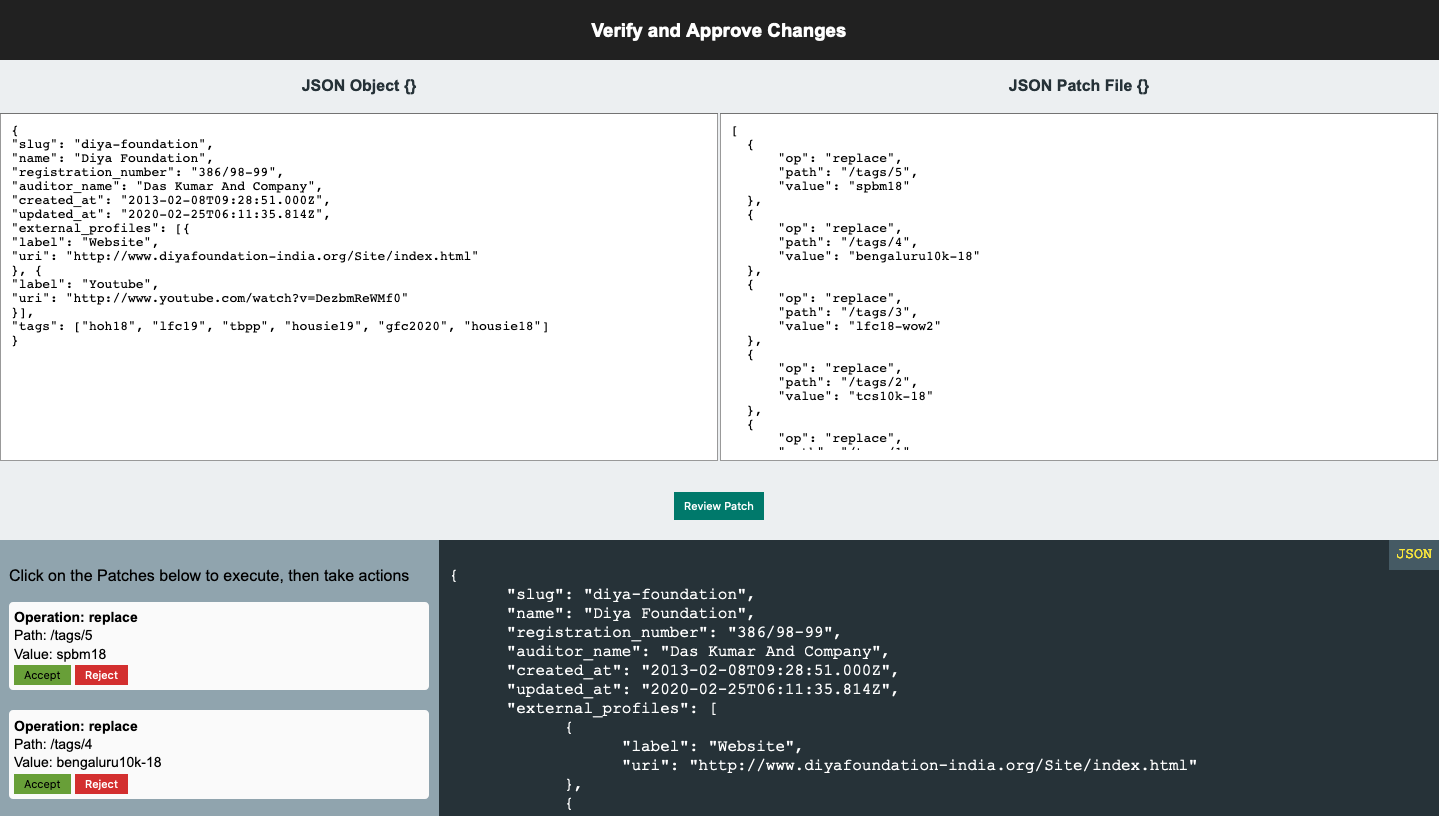 Verify and Approve Changes
JSON Object {}
{
"slug": "diya-foundation",
"name": "Diya Foundation",
"registration_number": "386/98-99",
"auditor_name": "Das Kumar And Company",
"created_at": "2013-02-08T09:28:51.000Z",
"updated_at": "2020-02-25T06:11:35.814Z",
"external_profiles": [{
"label": "Website",
"uri": "http://www.diyafoundation-india.org/Site/index.html"
}, {
"label": "Youtube",
"uri": "http://www.youtube.com/watch?v=DezbmReWMf0"
}],
"tags": ["hoh18", "lfc19", "tbpp", "housie19", "gfc2020", "housie18"]
}
JSON Patch File {}
[
{
"op": "replace",
"path": "/tags/5",
"value": "spbm18"
},
{
"op": "replace",
"path": "/tags/4",
"value": "bengaluru10k-18"
},
{
"op": "replace",
"path": "/tags/3",
"value": "lfc18-wow2"
},
{
"op": "replace",
"path": "/tags/2",
"value": "tcs10k-18"
},
{
"op": "replace",
Review Patch
Click on the Patches below to execute, then take actions
Operation: replace
Path: /tags/5
Value: spbm18
Accept Reject
Operation: replace
Path: /tags/4
Value: bengaluru10k-18
Accept Reject
JSON
{
"slug": "diya-foundation",
"name": "Diya Foundation",
"registration_number": "386/98-99",
"auditor_name": "Das Kumar And Company",
"created_at": "2013-02-08T09:28:51.000Z",
"updated_at": "2020-02-25T06:11:35.814Z",
"external_profiles": [
{
"label": "Website",
"uri": "http://www.diyafoundation-india.org/Site/index.html"
},
{